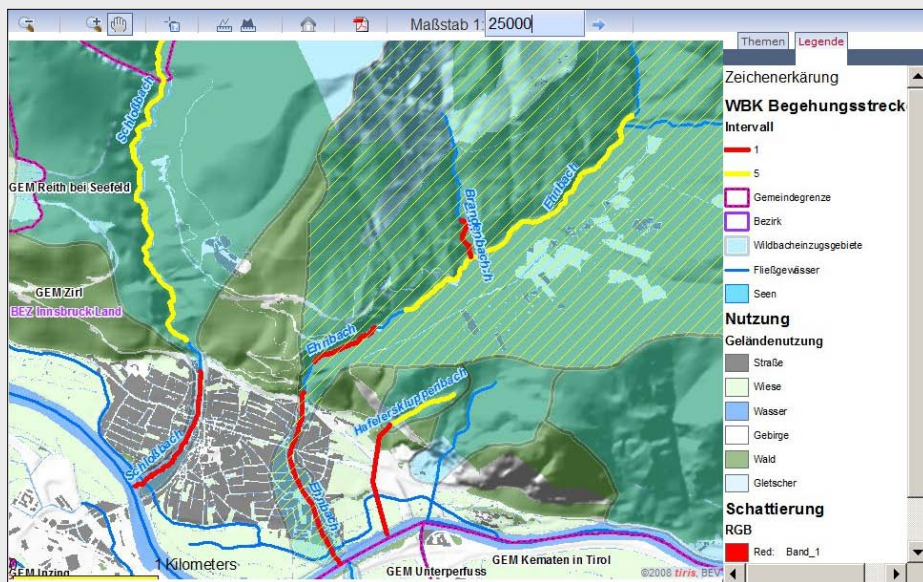 Maßstab 1: 25000
Themen
Legende
Zeichenerkärung
WBK Begehungsstreck
Intervall
1
5
Gemeindegrenze
Bezirk
Wildbacheinzugsgebiete
Fließgewässer
Seen
Nutzung
Geländenutzung
Straße
Wiese
Wasser
Gebirge
Wald
Gletscher
Schattierung
RGB
Red: Band_1
Schloßbach
GEM Reith bei Seefeld
Brandenbach
Ehnbach
GEM Zirl
BEZ Innsbruck Land
Ehnbach
Hafelerskluppenbach
Schloßbach
Ehnbach
1 Kilometers
GEM Inzing
GEM Unterperfuss
GEM Kematen in Tirol
©2008 tiris, BEV